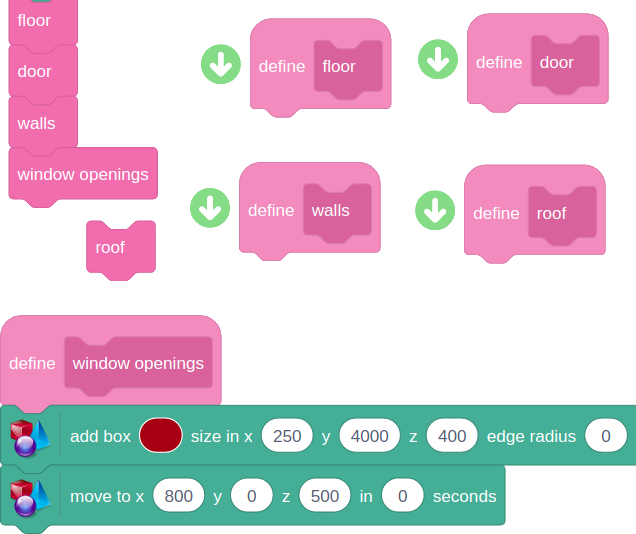 floor
door
walls
window openings
roof
define floor
define door
define walls
define roof
define window openings
add box size in x 250 y 4000 z 400 edge radius 0
move to x 800 y 0 z 500 in 0 seconds